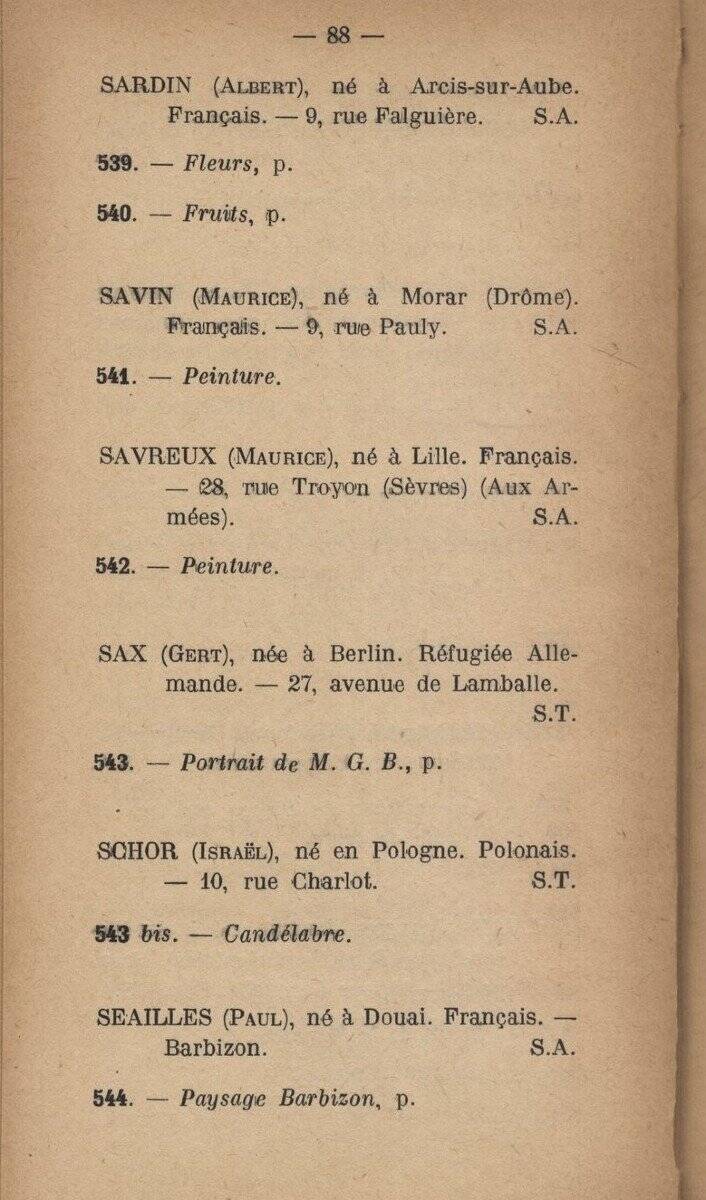 — 88 —
SARDIN (ALBERT), né à Arcis-sur-Aube.
Français. — 9, rue Falguière. S.A.
539. — Fleurs, p.
540. — Fruits, p.
SAVIN (MAURICE), né à Morar (Drôme).
Français. — 9, rue Pauly. S.A.
541. — Peinture.
SAVREUX (MAURICE), né à Lille. Français.
— 28, rue Troyon (Sèvres) (Aux Ar-
mées). S.A.
542. — Peinture.
SAX (GERT), née à Berlin. Réfugiée Alle-
mande. — 27, avenue de Lamballe.
S.T.
543. — Portrait de M. G. B., p.
SCHOR (ISRAËL), né en Pologne. Polonais.
— 10, rue Charlot. S.T.
543 bis. — Candélabre.
SEAILLES (PAUL), né à Douai. Français. —
Barbizon. S.A.
544. — Paysage Barbizon, p.